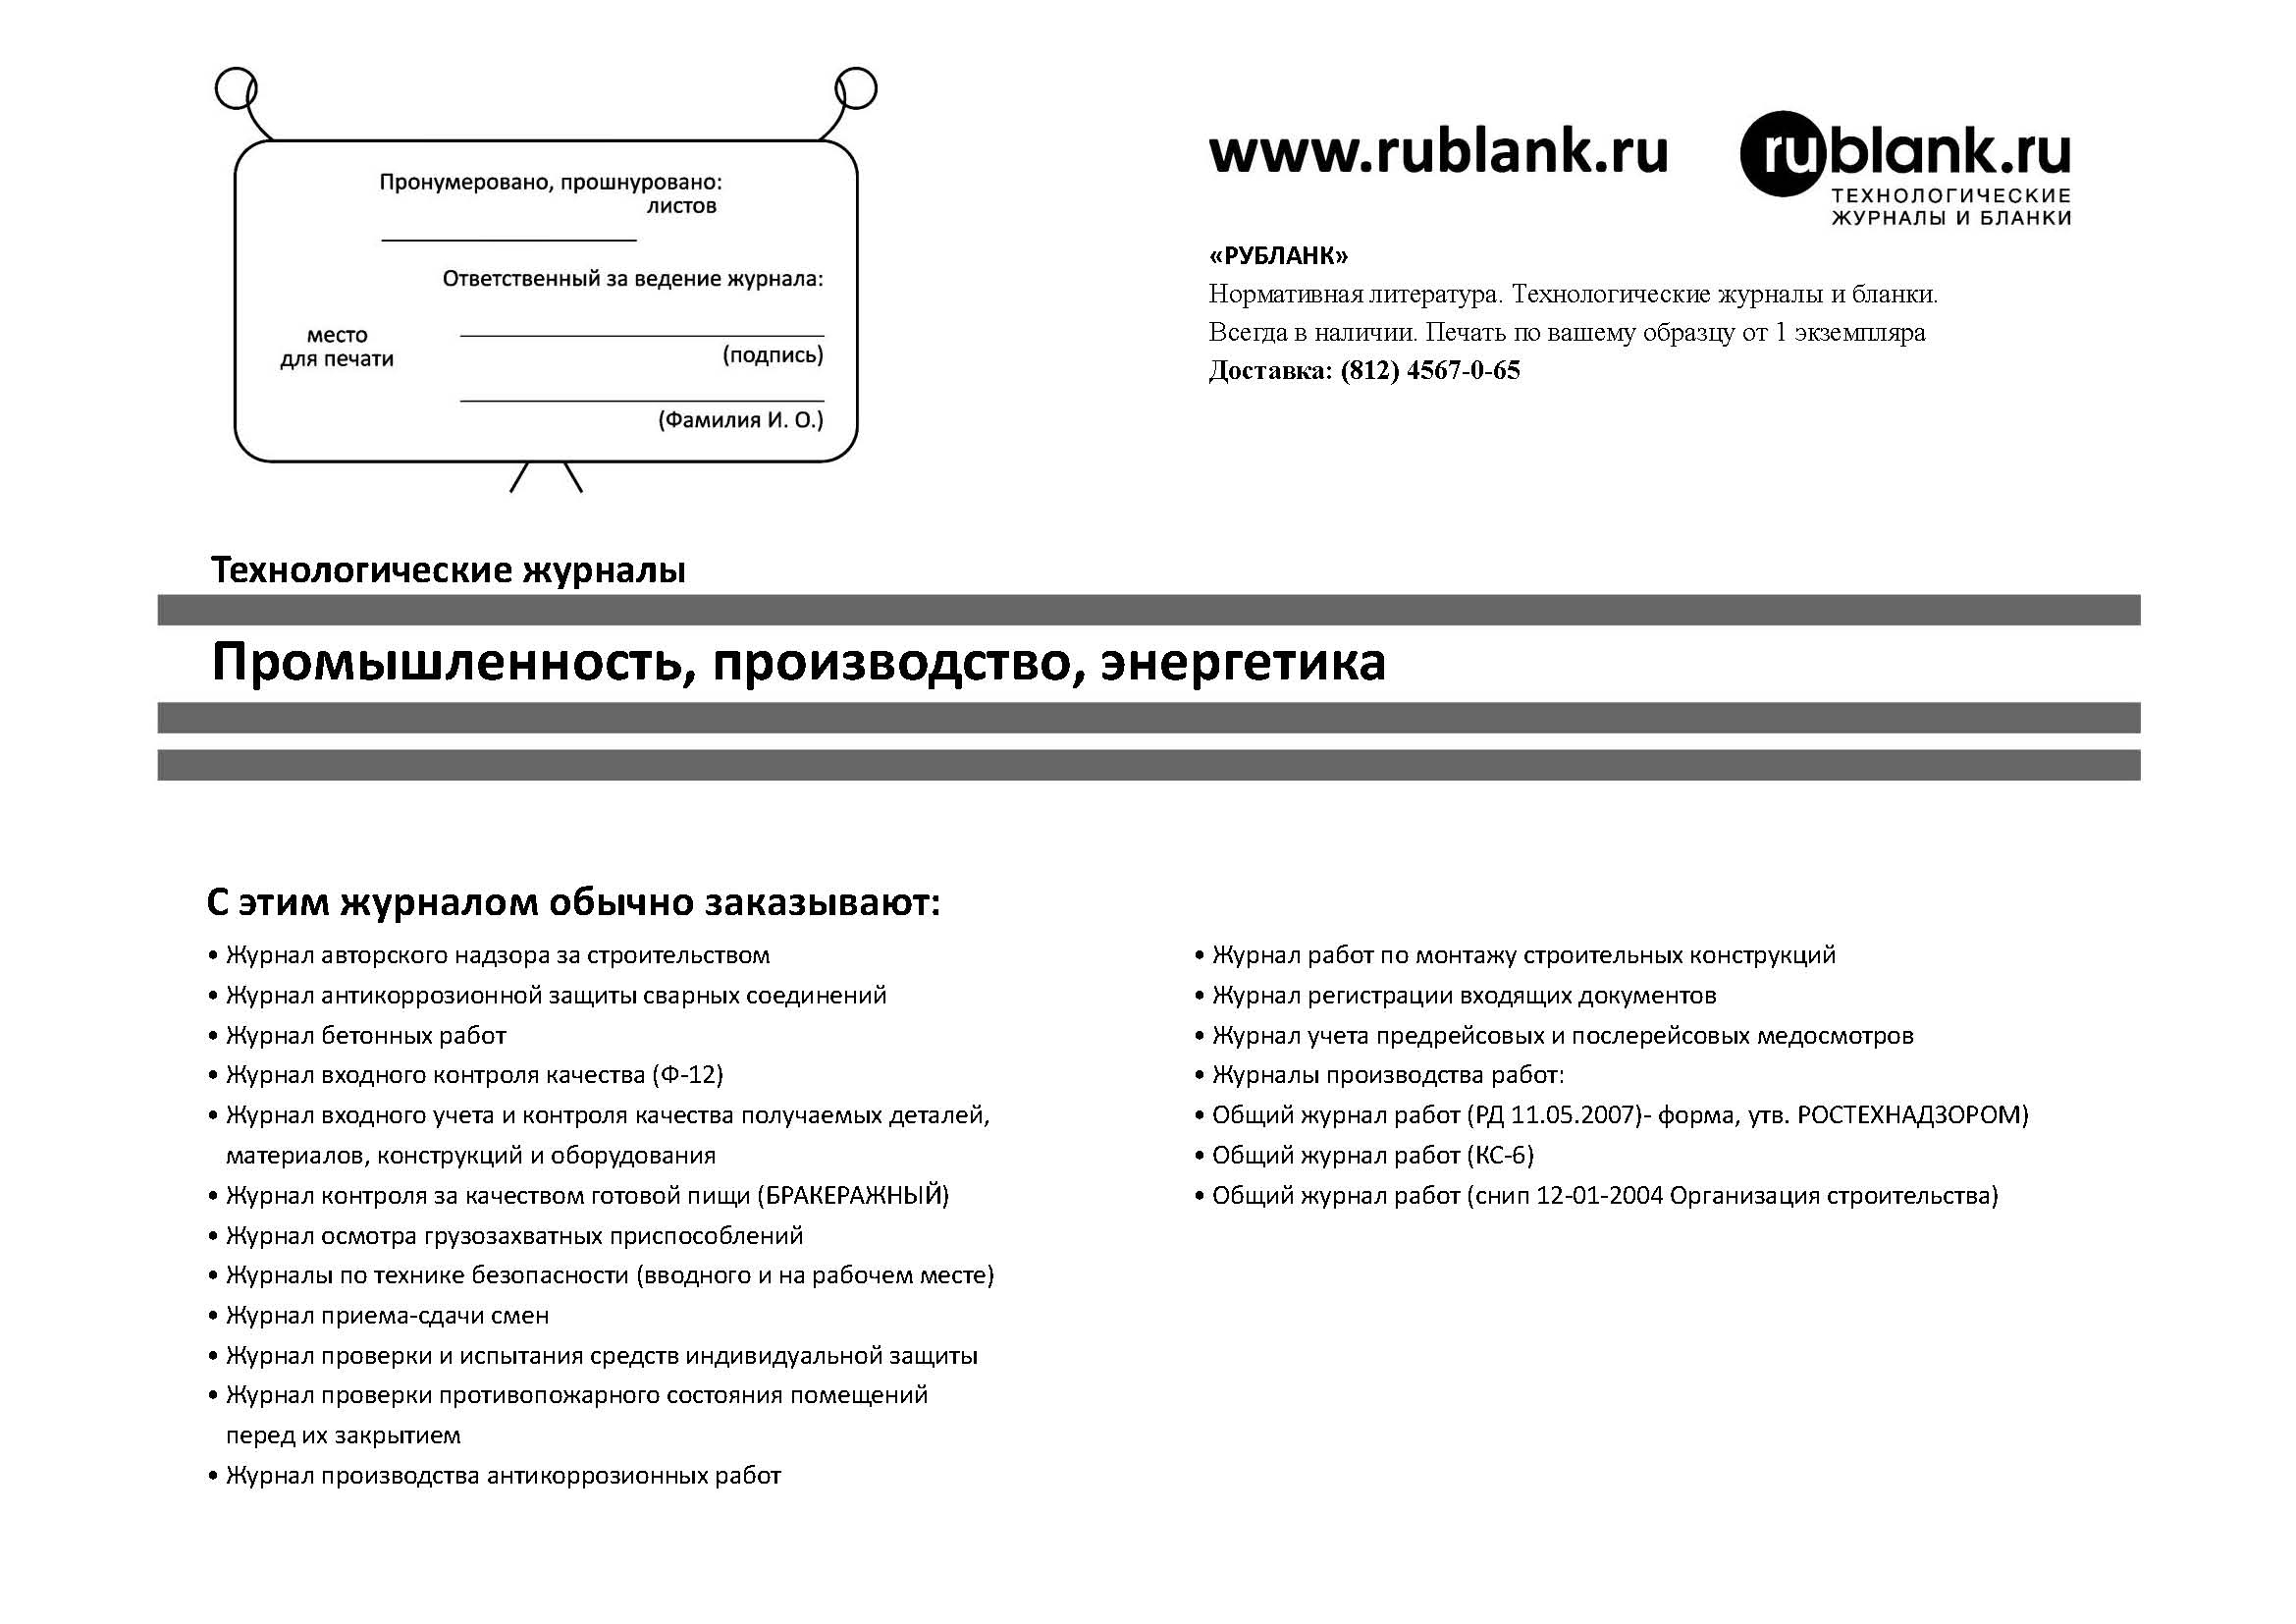 Пронумеровано, прошнуровано:
листов
Ответственный за ведение журнала:
место
для печати
(подпись)
(Фамилия И. О.)
www.rublank.ru
rublank.ru
ТЕХНОЛОГИЧЕСКИЕ
ЖУРНАЛЫ И БЛАНКИ
«РУБЛАНК»
Нормативная литература. Технологические журналы и бланки.
Всегда в наличии. Печать по вашему образцу от 1 экземпляра
Доставка: (812) 4567-0-65
Технологические журналы
Промышленность, производство, энергетика
С этим журналом обычно заказывают:
• Журнал авторского надзора за строительством
• Журнал антикоррозионной защиты сварных соединений
• Журнал бетонных работ
• Журнал входного контроля качества (Ф-12)
• Журнал входного учета и контроля качества получаемых деталей,
материалов, конструкций и оборудования
• Журнал контроля за качеством готовой пищи (БРАКЕРАЖНЫЙ)
• Журнал осмотра грузозахватных приспособлений
• Журналы по технике безопасности (вводного и на рабочем месте)
• Журнал приема-сдачи смен
• Журнал проверки и испытания средств индивидуальной защиты
• Журнал проверки противопожарного состояния помещений
перед их закрытием
• Журнал производства антикоррозионных работ
• Журнал работ по монтажу строительных конструкций
• Журнал регистрации входящих документов
• Журнал учета предрейсовых и послерейсовых медосмотров
• Журналы производства работ:
• Общий журнал работ (РД 11.05.2007)- форма, утв. РОСТЕХНАДЗОРОМ)
• Общий журнал работ (КС-6)
• Общий журнал работ (снип 12-01-2004 Организация строительства)